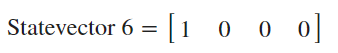 Statevector 6 = [1 0 0 0]